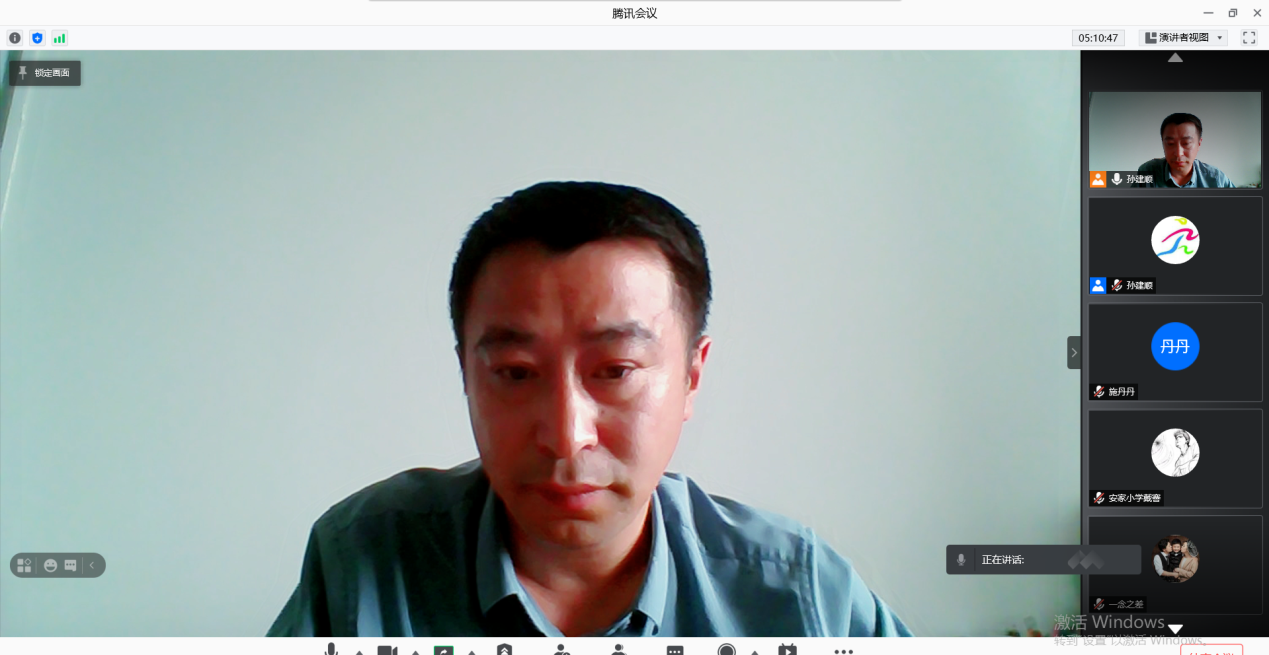 腾讯会议
05:10:47
演讲者视图
锁定画面
孙建顺
孙建顺
丹丹
施丹丹
安家小学戴蓉
正在讲话:
一念之差
激活 Windows
转到"设置"以激活 Windows。